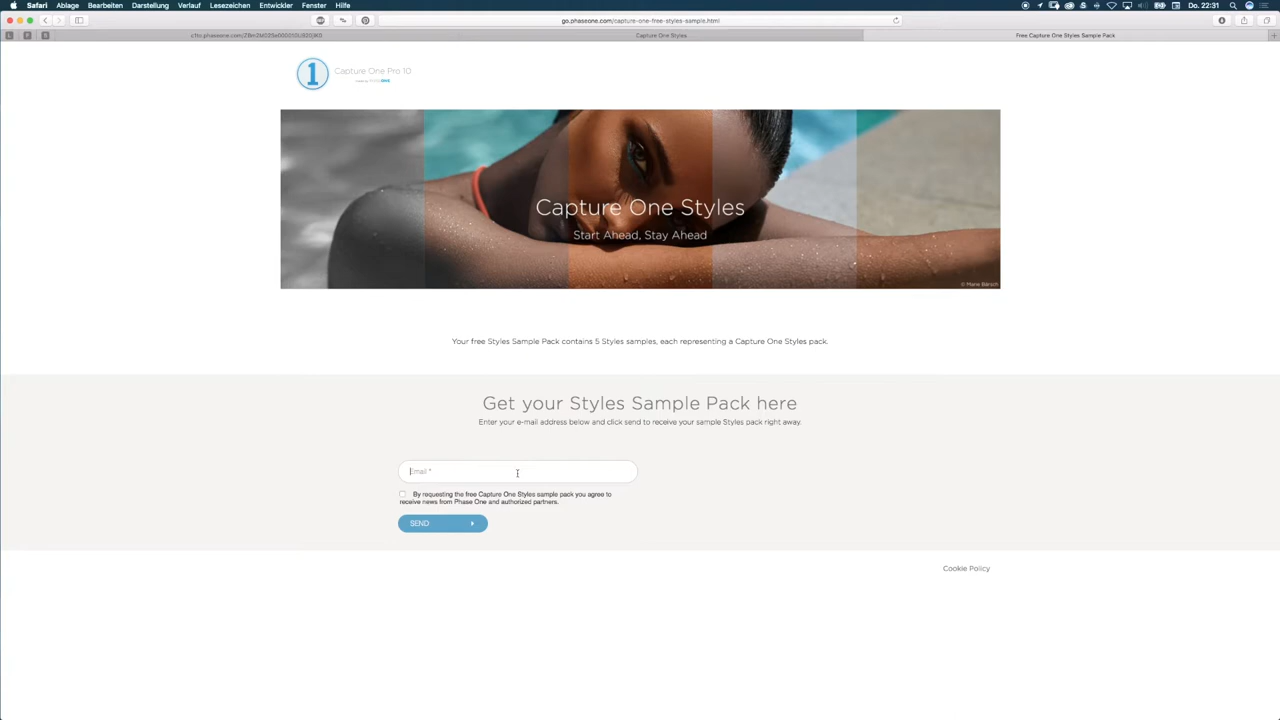 Safari Ablage Bearbeiten Darstellung Verlauf Lesezeichen Entwickler Fenster Hilfe Do. 22:31
go.phaseone.com/capture-one-free-styles-sample.html
Capture One Styles Free Capture One Styles Sample Pack
1 Capture One Pro 10
Capture One Styles
Start Ahead, Stay Ahead
© Marie Bärsch
Your free Styles Sample Pack contains 5 Styles samples, each representing a Capture One Styles pack.
Get your Styles Sample Pack here
Enter your e-mail address below and click send to receive your sample Styles pack right away.
Email *
By requesting the free Capture One Styles sample pack you agree to
receive news from Phase One and authorized partners.
SEND
Cookie Policy